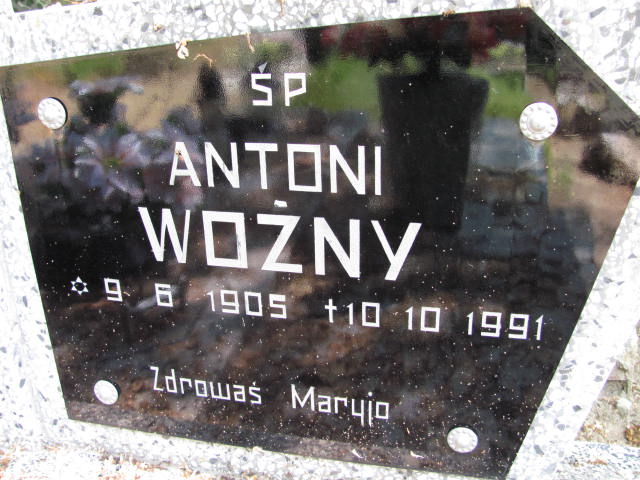 ŚP
ANTONI
WOŹNY
✡ 9 6 1905 †10 10 1991
Zdrowaś Maryjo